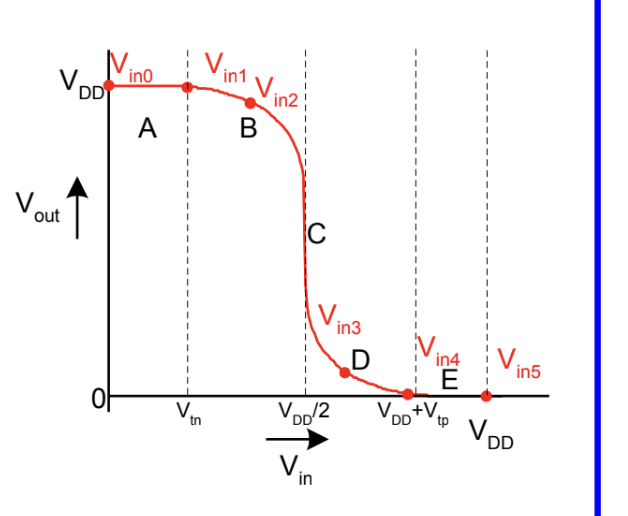 V_DD V_in0 V_in1 V_in2
A B
V_out
C
V_in3
D V_in4 E V_in5
0
V_tn V_DD/2 V_DD+V_tp V_DD
V_in